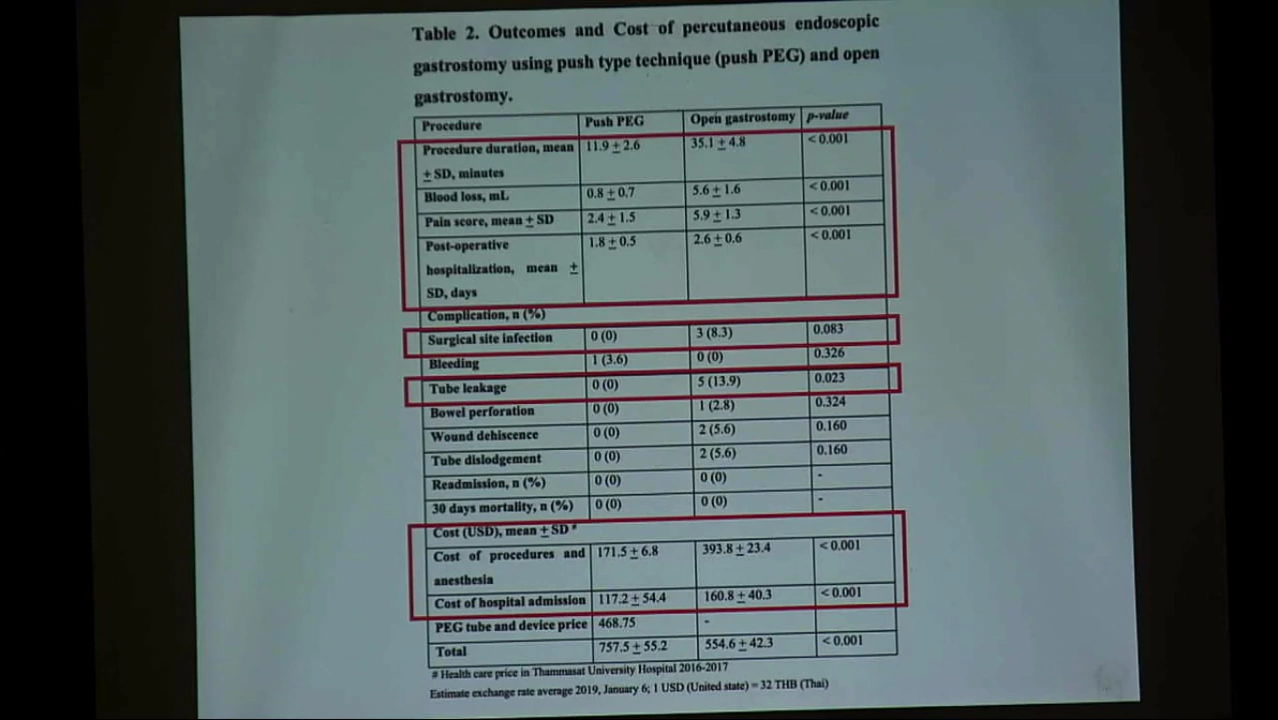 Table 2. Outcomes and Cost of percutaneous endoscopic
gastrostomy using push type technique (push PEG) and open
gastrostomy.
Procedure Push PEG Open gastrostomy p-value
Procedure duration, mean 11.9 ± 2.6 35.1 ± 4.8 < 0.001
± SD, minutes
Blood loss, mL 0.8 ± 0.7 5.6 ± 1.6 < 0.001
Pain score, mean ± SD 2.4 ± 1.5 5.9 ± 1.3 < 0.001
Post-operative 1.8 ± 0.5 2.6 ± 0.6 < 0.001
hospitalization, mean ±
SD, days
Complication, n (%)
Surgical site infection 0 (0) 3 (8.3) 0.083
Bleeding 1 (3.6) 0 (0) 0.326
Tube leakage 0 (0) 5 (13.9) 0.023
Bowel perforation 0 (0) 1 (2.8) 0.324
Wound dehiscence 0 (0) 2 (5.6) 0.160
Tube dislodgement 0 (0) 2 (5.6) 0.160
Readmission, n (%) 0 (0) 0 (0) -
30 days mortality, n (%) 0 (0) 0 (0) -
Cost (USD), mean ± SD #
Cost of procedures and 171.5 ± 6.8 393.8 ± 23.4 < 0.001
anesthesia
Cost of hospital admission 117.2 ± 54.4 160.8 ± 40.3 < 0.001
PEG tube and device price 468.75 -
Total 757.5 ± 55.2 554.6 ± 42.3 < 0.001
# Health care price in Thammasat University Hospital 2016-2017
Estimate exchange rate average 2019, January 6; 1 USD (United state) = 32 THB (Thai)